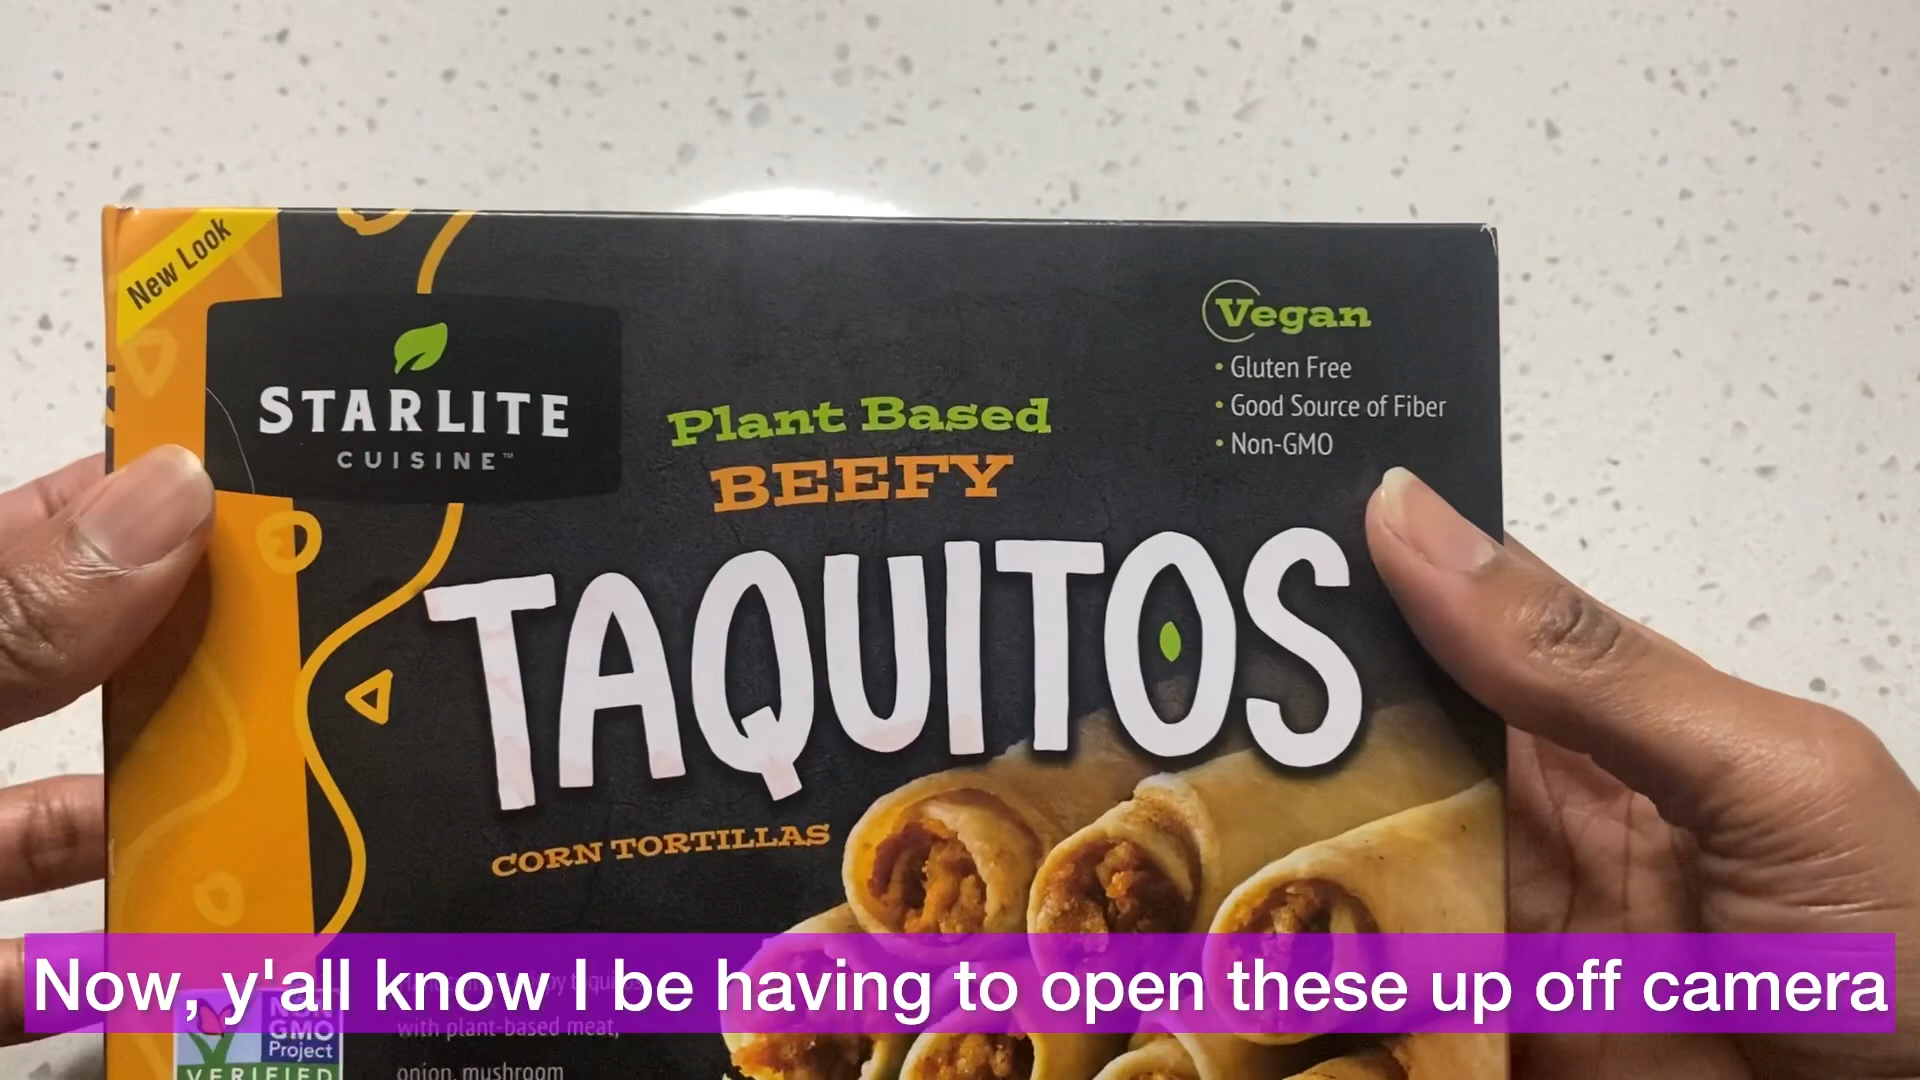 New Look
STARLITE
CUISINE™
Plant Based
BEEFY
TAQUITOS
CORN TORTILLAS
Vegan
• Gluten Free
• Good Source of Fiber
• Non-GMO
Now, y'all know I be having to open these up off camera
with plant-based meat,
onion, mushroom
NON
GMO
Project
VERIFIED